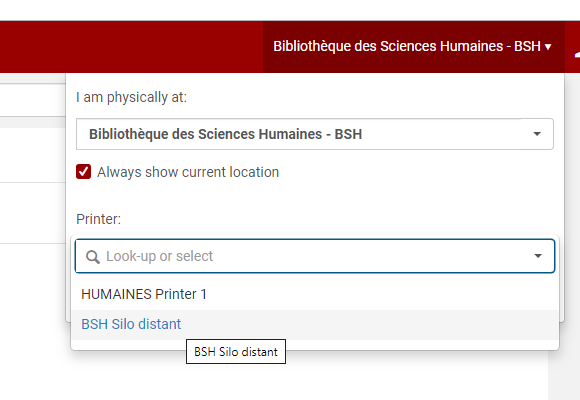 Bibliothèque des Sciences Humaines - BSH
I am physically at:
Bibliothèque des Sciences Humaines - BSH
Always show current location
Printer:
Look-up or select
HUMAINES Printer 1
BSH Silo distant
BSH Silo distant